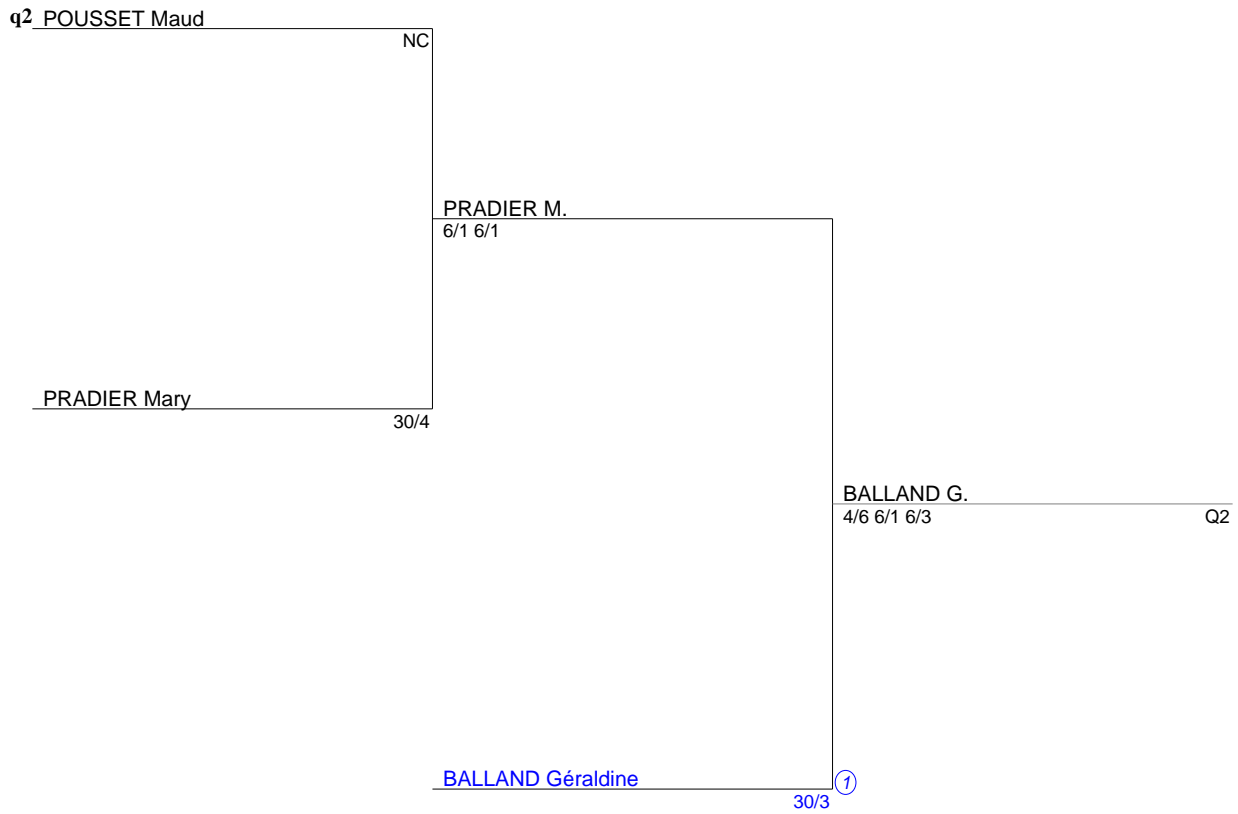 q2 POUSSET Maud
NC
PRADIER M.
6/1 6/1
PRADIER Mary
30/4
BALLAND G.
4/6 6/1 6/3 Q2
BALLAND Géraldine 1
30/3